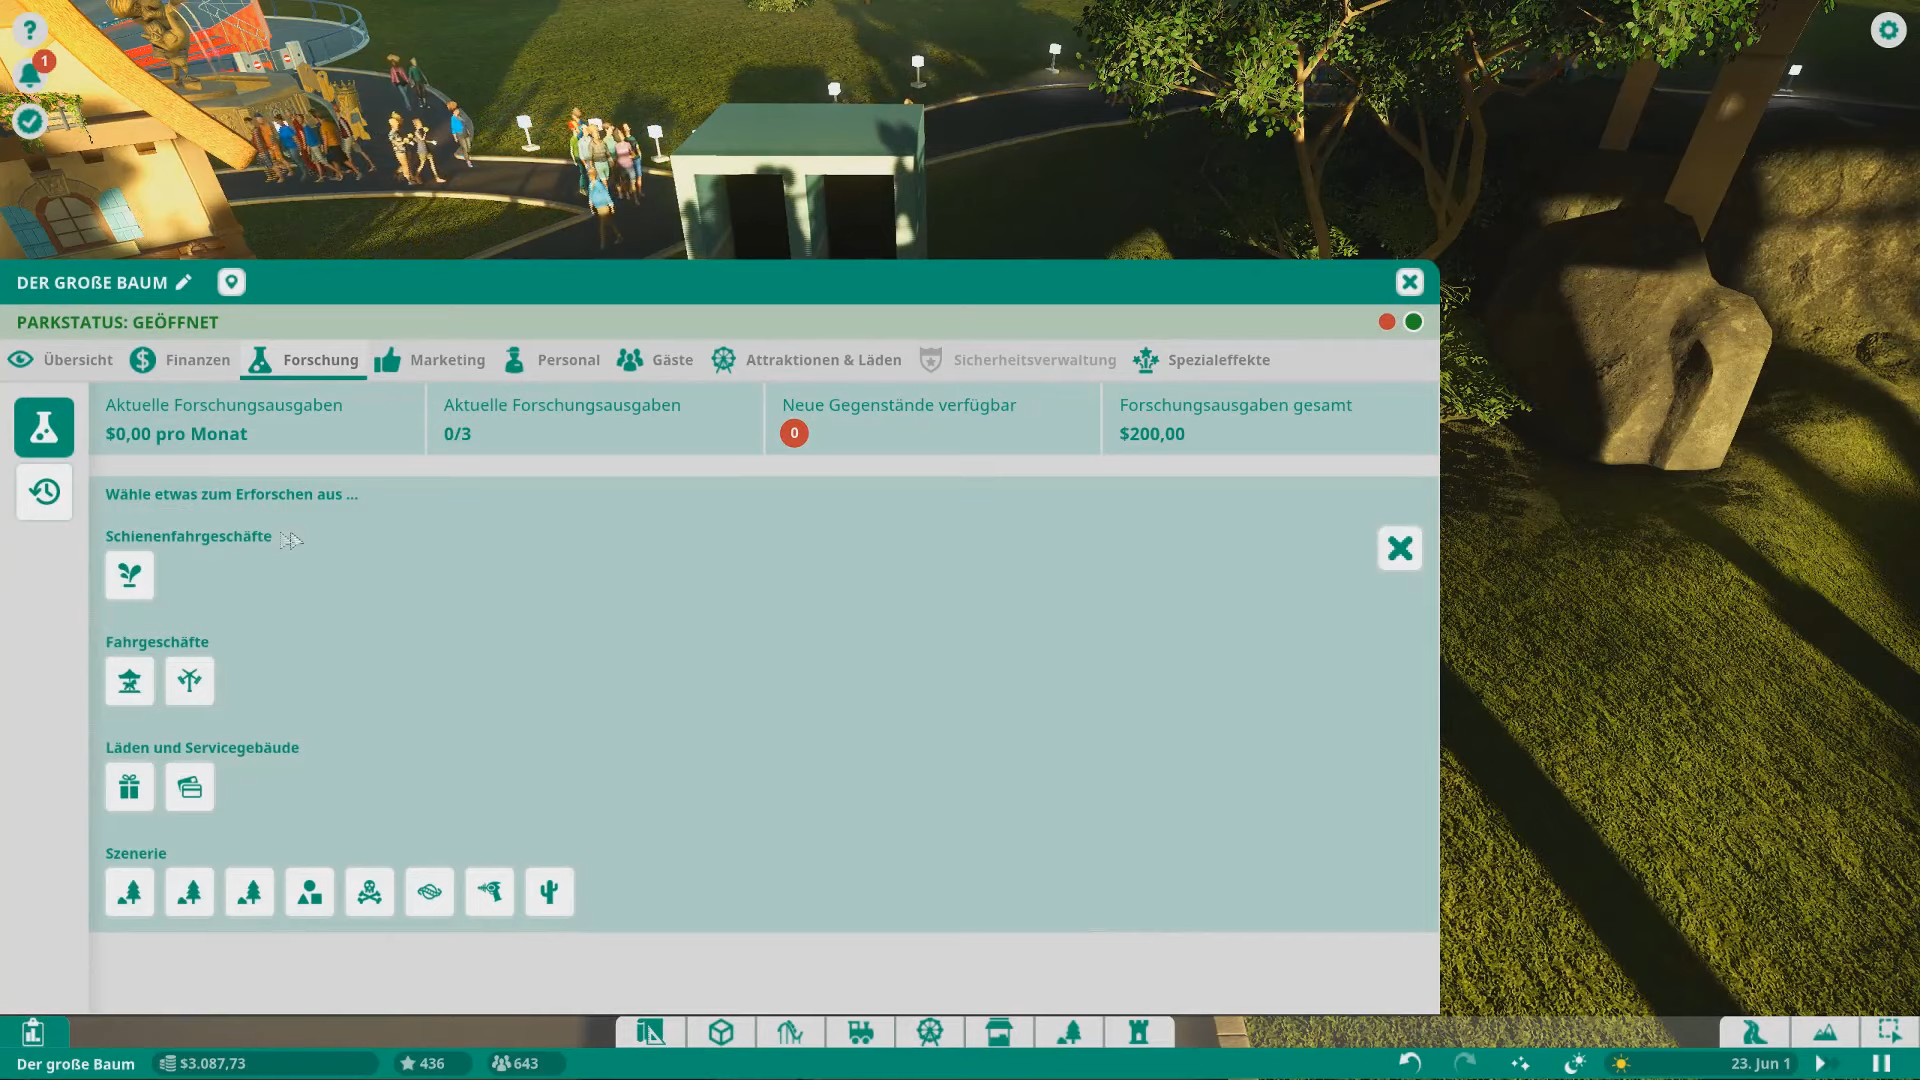 ?
1
DER GROẞE BAUM
PARKSTATUS: GEÖFFNET
Übersicht
Finanzen
Forschung
Marketing
Personal
Gäste
Attraktionen & Läden
Sicherheitsverwaltung
Spezialeffekte
Aktuelle Forschungsausgaben
$0,00 pro Monat
Aktuelle Forschungsausgaben
0/3
Neue Gegenstände verfügbar
0
Forschungsausgaben gesamt
$200,00
Wähle etwas zum Erforschen aus ...
Schienenfahrgeschäfte
Fahrgeschäfte
Läden und Servicegebäude
Szenerie
Der große Baum
$3.087,73
436
643
23. Jun 1